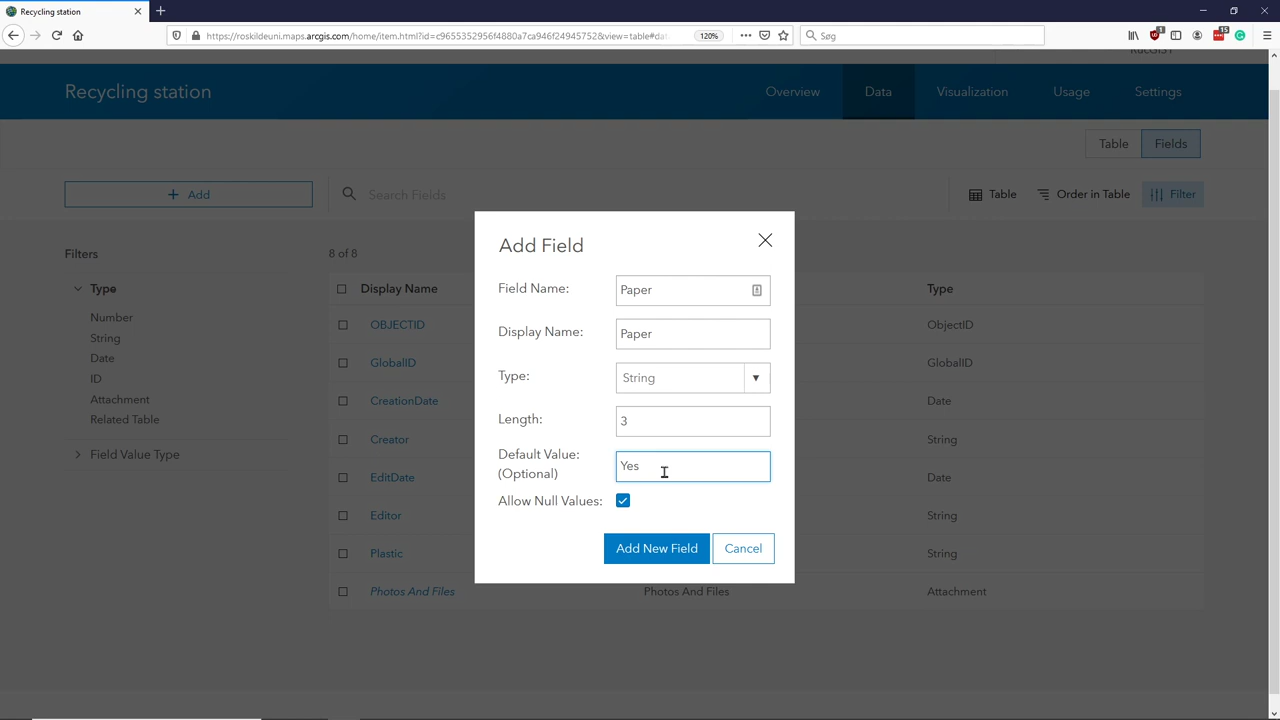 Recycling station
https://roskildeuni.maps.arcgis.com/home/item.html?id=c9655352956f4880a7ca946f24945752&view=table#dat
120%
Søg
1
15
Recycling station
Overview
Data
Visualization
Usage
Settings
Table
Fields
+ Add
Search Fields
Table
Order in Table
Filter
Filters
8 of 8
Type
Number
String
Date
ID
Attachment
Related Table
Field Value Type
Display Name
Type
OBJECTID
ObjectID
GlobalID
GlobalID
CreationDate
Date
Creator
String
EditDate
Date
Editor
String
Plastic
String
Photos And Files
Photos And Files
Attachment
Add Field
Field Name:
Paper
Display Name:
Paper
Type:
String
Length:
3
Default Value:
(Optional)
Yes
Allow Null Values:
Add New Field
Cancel